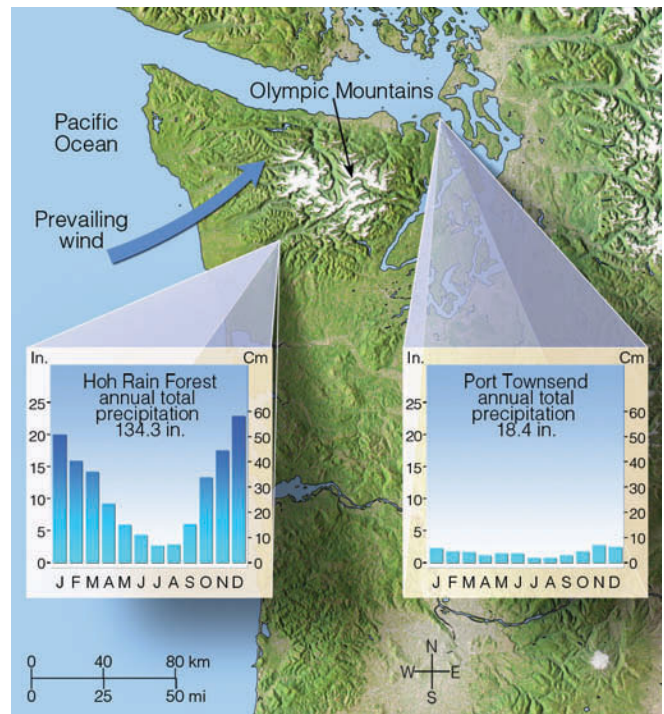 Olympic Mountains
Pacific
Ocean
Prevailing
wind
In.
Cm
Hoh Rain Forest
annual total
precipitation
134.3 in.
25
20
15
10
5
0
60
50
40
30
20
10
0
J F M A M J J A S O N D
In.
Cm
Port Townsend
annual total
precipitation
18.4 in.
25
20
15
10
5
0
60
50
40
30
20
10
0
J F M A M J J A S O N D
0 40 80 km
0 25 50 mi
N
W E
S